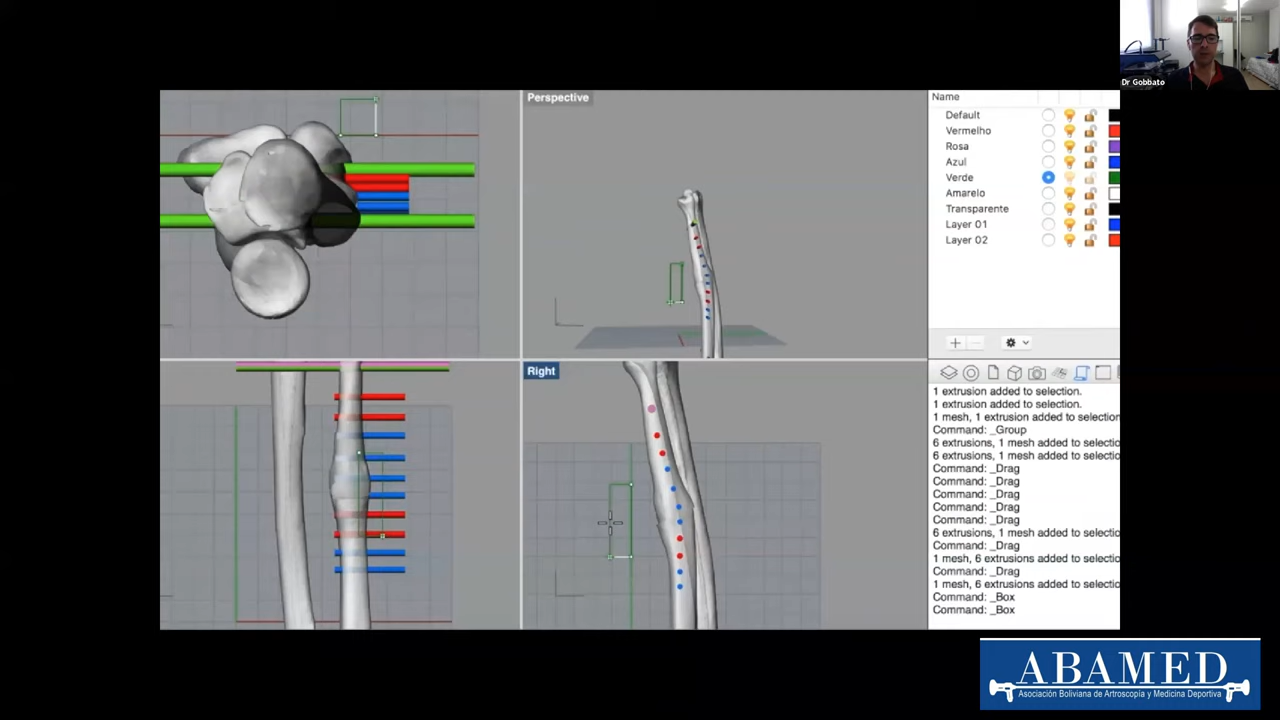 Dr Gobbato
Perspective
Name
Default
Vermelho
Rosa
Azul
Verde
Amarelo
Transparente
Layer 01
Layer 02
Right
1 extrusion added to selection.
1 extrusion added to selection.
1 mesh, 1 extrusion added to selection
Command: _Group
6 extrusions, 1 mesh added to selectio
6 extrusions, 1 mesh added to selectio
Command: _Drag
Command: _Drag
Command: _Drag
Command: _Drag
Command: _Drag
6 extrusions, 1 mesh added to selectio
Command: _Drag
1 mesh, 6 extrusions added to selectio
Command: _Drag
1 mesh, 6 extrusions added to selectio
Command: _Box
Command: _Box
ABAMED
Asociación Boliviana de Artroscopía y Medicina Deportiva